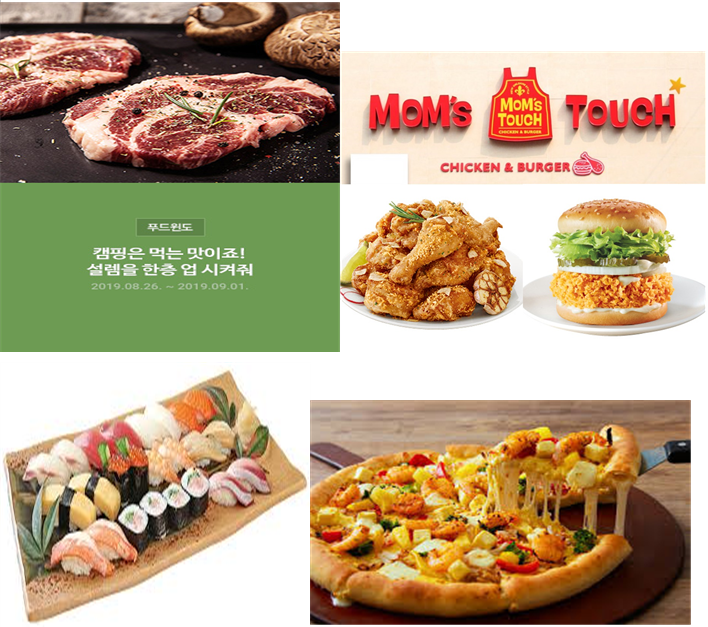 MOM'S
MOM'S
TOUCH
CHICKEN & BURGER
TOUCH
CHICKEN & BURGER
푸드윈도
캠핑은 먹는 맛이죠!
설렘을 한층 업 시켜줘
2019.08.26. ~ 2019.09.01.